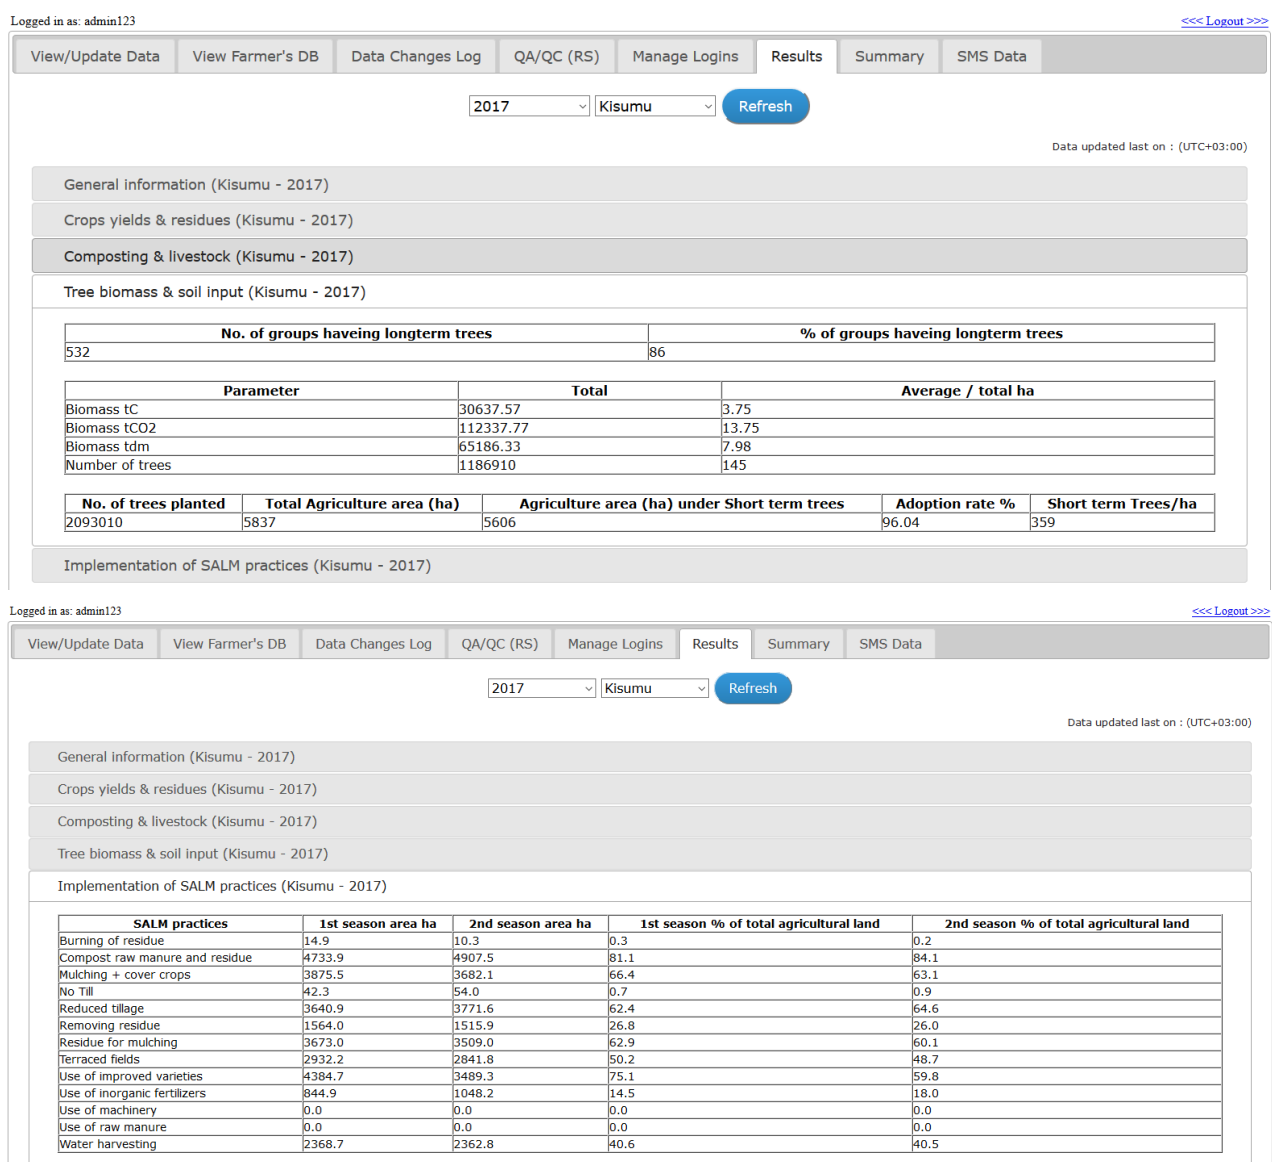 Logged in as: admin123 <<< Logout >>>
View/Update Data View Farmer's DB Data Changes Log QA/QC (RS) Manage Logins Results Summary SMS Data
2017 Kisumu Refresh
Data updated last on : (UTC+03:00)
General information (Kisumu - 2017)
Crops yields & residues (Kisumu - 2017)
Composting & livestock (Kisumu - 2017)
Tree biomass & soil input (Kisumu - 2017)
No. of groups haveing longterm trees % of groups haveing longterm trees
532 86
Parameter Total Average / total ha
Biomass tC 30637.57 3.75
Biomass tCO2 112337.77 13.75
Biomass tdm 65186.33 7.98
Number of trees 1186910 145
No. of trees planted Total Agriculture area (ha) Agriculture area (ha) under Short term trees Adoption rate % Short term Trees/ha
2093010 5837 5606 96.04 359
Implementation of SALM practices (Kisumu - 2017)
Logged in as: admin123 <<< Logout >>>
View/Update Data View Farmer's DB Data Changes Log QA/QC (RS) Manage Logins Results Summary SMS Data
2017 Kisumu Refresh
Data updated last on : (UTC+03:00)
General information (Kisumu - 2017)
Crops yields & residues (Kisumu - 2017)
Composting & livestock (Kisumu - 2017)
Tree biomass & soil input (Kisumu - 2017)
Implementation of SALM practices (Kisumu - 2017)
SALM practices 1st season area ha 2nd season area ha 1st season % of total agricultural land 2nd season % of total agricultural land
Burning of residue 14.9 10.3 0.3 0.2
Compost raw manure and residue 4733.9 4907.5 81.1 84.1
Mulching + cover crops 3875.5 3682.1 66.4 63.1
No Till 42.3 54.0 0.7 0.9
Reduced tillage 3640.9 3771.6 62.4 64.6
Removing residue 1564.0 1515.9 26.8 26.0
Residue for mulching 3673.0 3509.0 62.9 60.1
Terraced fields 2932.2 2841.8 50.2 48.7
Use of improved varieties 4384.7 3489.3 75.1 59.8
Use of inorganic fertilizers 844.9 1048.2 14.5 18.0
Use of machinery 0.0 0.0 0.0 0.0
Use of raw manure 0.0 0.0 0.0 0.0
Water harvesting 2368.7 2362.8 40.6 40.5